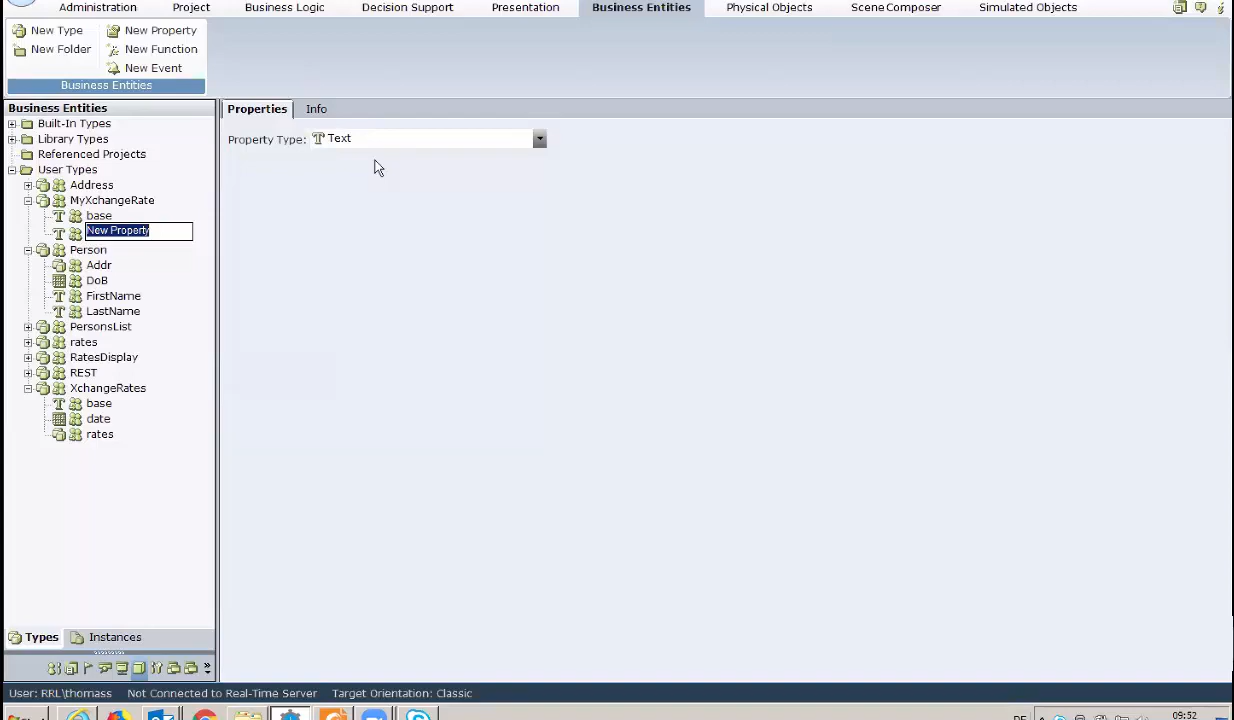 Administration
Project
Business Logic
Decision Support
Presentation
Business Entities
Physical Objects
Scene Composer
Simulated Objects
New Type
New Property
New Folder
New Function
New Event
Business Entities
Business Entities
Built-In Types
Library Types
Referenced Projects
User Types
Address
MyXchangeRate
base
New Property
Person
Addr
DoB
FirstName
LastName
PersonsList
rates
RatesDisplay
REST
XchangeRates
base
date
rates
Types
Instances
Properties
Info
Property Type:
Text
User: RRL\thomass
Not Connected to Real-Time Server
Target Orientation: Classic
DE
09:52